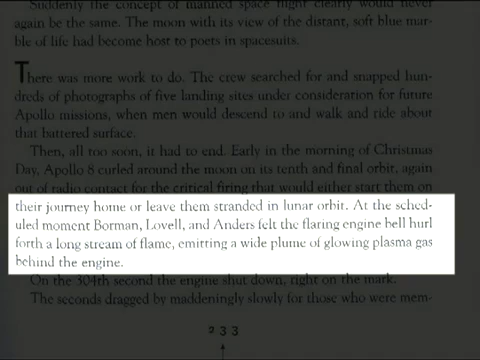 Suddenly the concept of manned space flight clearly would never
again be the same. The moon with its view of the distant, soft blue mar-
ble of life had become host to poets in spacesuits.
There was more work to do. The crew searched for and snapped hun-
dreds of photographs of five landing sites under consideration for future
Apollo missions, when men would descend to and walk and ride about
that battered surface.
Then, all too soon, it had to end. Early in the morning of Christmas
Day, Apollo 8 curled around the moon on its tenth and final orbit, again
out of radio contact for the critical firing that would either start them on
their journey home or leave them stranded in lunar orbit. At the sched-
uled moment Borman, Lovell, and Anders felt the flaring engine bell hurl
forth a long stream of flame, emitting a wide plume of glowing plasma gas
behind the engine.
On the 304th second the engine shut down, right on the mark.
The seconds dragged by maddeningly slowly for those who were mem-
233